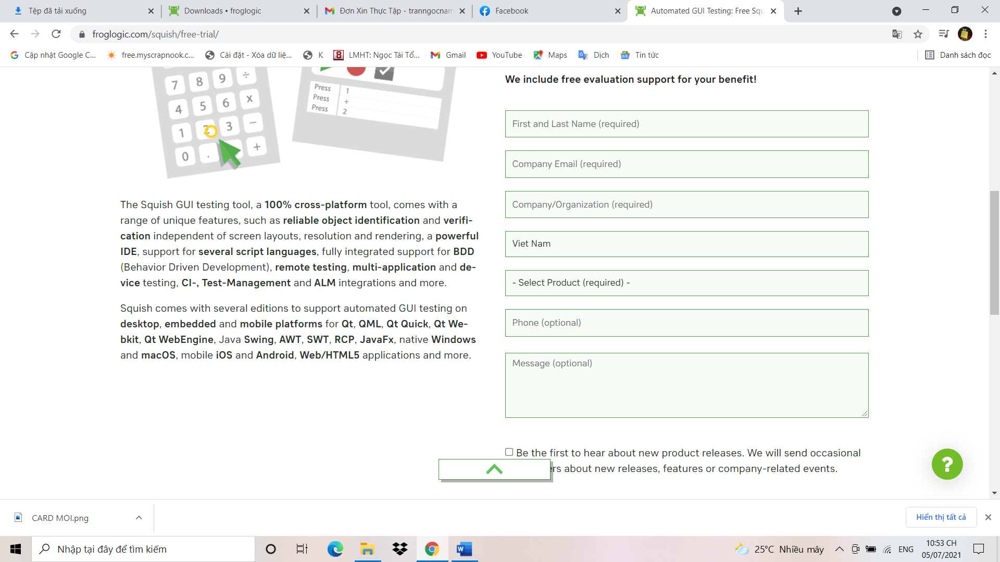 Tệp đã tải xuống
Downloads • froglogic
Đơn Xin Thực Tập - tranngocnam
Facebook
Automated GUI Testing: Free Squ
froglogic.com/squish/free-trial/
Cập nhật Google C...
free.myscrapnook.c...
Cài đặt - Xóa dữ liệ...
K
LMHT: Ngọc Tái Tổ...
Gmail
YouTube
Maps
Dịch
Tin tức
Danh sách đọc
7 8 9 ÷
4 5 6 x
1 2 3 −
0 . +
Press 1
Press +
Press 2
The Squish GUI testing tool, a 100% cross-platform tool, comes with a
range of unique features, such as reliable object identification and verifi-
cation independent of screen layouts, resolution and rendering, a powerful
IDE, support for several script languages, fully integrated support for BDD
(Behavior Driven Development), remote testing, multi-application and de-
vice testing, CI-, Test-Management and ALM integrations and more.
Squish comes with several editions to support automated GUI testing on
desktop, embedded and mobile platforms for Qt, QML, Qt Quick, Qt We-
bkit, Qt WebEngine, Java Swing, AWT, SWT, RCP, JavaFx, native Windows
and macOS, mobile iOS and Android, Web/HTML5 applications and more.
We include free evaluation support for your benefit!
First and Last Name (required)
Company Email (required)
Company/Organization (required)
Viet Nam
- Select Product (required) -
Phone (optional)
Message (optional)
Be the first to hear about new product releases. We will send occasional
about new releases, features or company-related events.
?
CARD MOI.png
Hiển thị tất cả
Nhập tại đây để tìm kiếm
25°C Nhiều mây
ENG
10:53 CH
05/07/2021